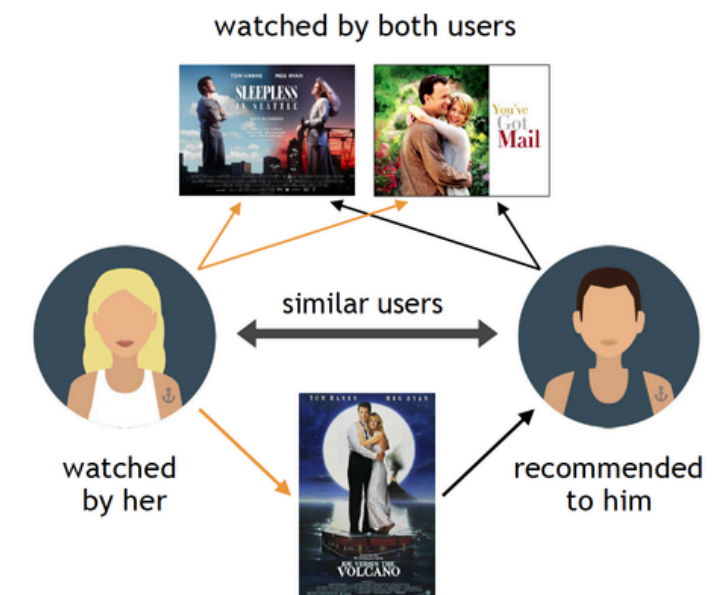 watched by both users
TOM HANKS MEG RYAN
SLEEPLESS
IN SEATTLE
You've
Got
Mail
similar users
TOM HANKS MEG RYAN
watched
by her
recommended
to him
JOE VERSUS THE
VOLCANO